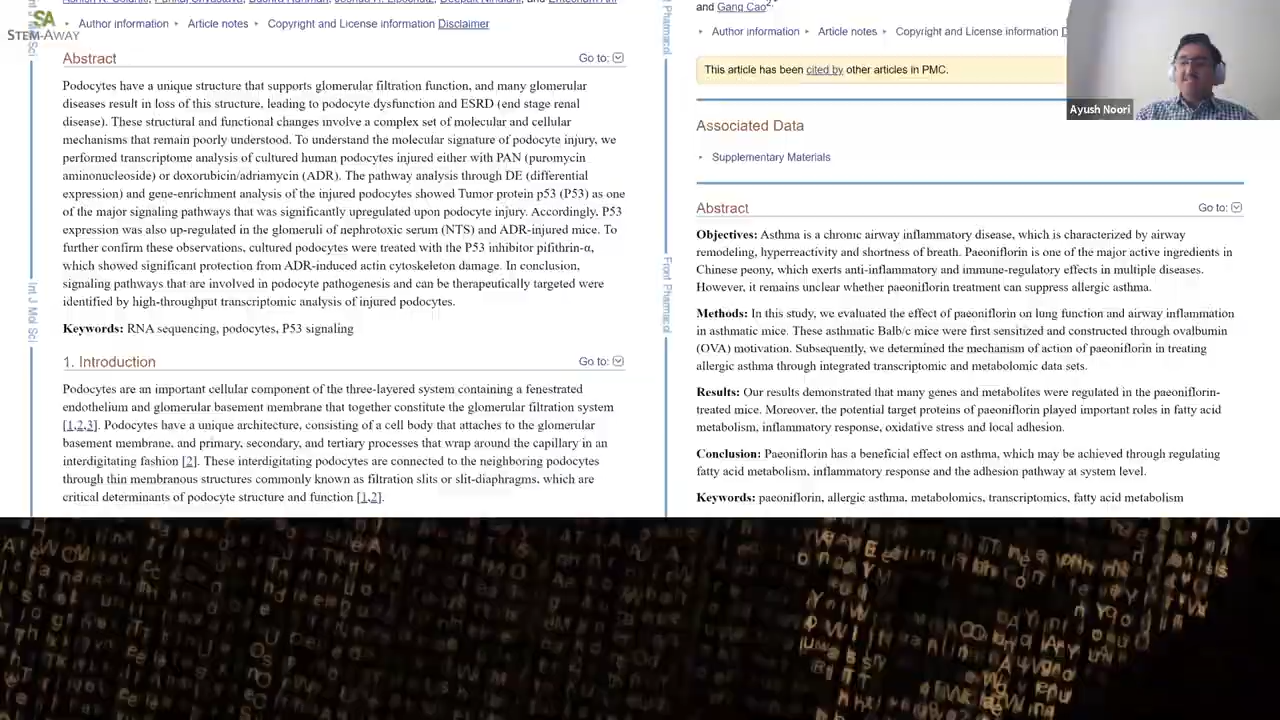 SA
STEM-AWAY
Author information
Article notes
Copyright and License information Disclaimer
Abstract
Go to:
Podocytes have a unique structure that supports glomerular filtration function, and many glomerular
diseases result in loss of this structure, leading to podocyte dysfunction and ESRD (end stage renal
disease). These structural and functional changes involve a complex set of molecular and cellular
mechanisms that remain poorly understood. To understand the molecular signature of podocyte injury, we
performed transcriptome analysis of cultured human podocytes injured either with PAN (puromycin
aminonucleoside) or doxorubicin/adriamycin (ADR). The pathway analysis through DE (differential
expression) and gene-enrichment analysis of the injured podocytes showed Tumor protein p53 (P53) as one
of the major signaling pathways that was significantly upregulated upon podocyte injury. Accordingly, P53
expression was also up-regulated in the glomeruli of nephrotoxic serum (NTS) and ADR-injured mice. To
further confirm these observations, cultured podocytes were treated with the P53 inhibitor pifithrin-α,
which showed significant protection from ADR-induced actin cytoskeleton damage. In conclusion,
signaling pathways that are involved in podocyte pathogenesis and can be therapeutically targeted were
identified by high-throughput transcriptomic analysis of injured podocytes.
Keywords: RNA sequencing, podocytes, P53 signaling
1. Introduction
Go to:
Podocytes are an important cellular component of the three-layered system containing a fenestrated
endothelium and glomerular basement membrane that together constitute the glomerular filtration system
[1,2,3]. Podocytes have a unique architecture, consisting of a cell body that attaches to the glomerular
basement membrane, and primary, secondary, and tertiary processes that wrap around the capillary in an
interdigitating fashion [2]. These interdigitating podocytes are connected to the neighboring podocytes
through thin membranous structures commonly known as filtration slits or slit-diaphragms, which are
critical determinants of podocyte structure and function [1,2].
Int J Mol Sci
Int J Mol Sci
and Gang Cao
Author information
Article notes
Copyright and License information
This article has been cited by other articles in PMC.
Associated Data
Supplementary Materials
Abstract
Go to:
Objectives: Asthma is a chronic airway inflammatory disease, which is characterized by airway
remodeling, hyperreactivity and shortness of breath. Paeoniflorin is one of the major active ingredients in
Chinese peony, which exerts anti-inflammatory and immune-regulatory effect in multiple diseases.
However, it remains unclear whether paeoniflorin treatment can suppress allergic asthma.
Methods: In this study, we evaluated the effect of paeoniflorin on lung function and airway inflammation
in asthmatic mice. These asthmatic Balb/c mice were first sensitized and constructed through ovalbumin
(OVA) motivation. Subsequently, we determined the mechanism of action of paeoniflorin in treating
allergic asthma through integrated transcriptomic and metabolomic data sets.
Results: Our results demonstrated that many genes and metabolites were regulated in the paeoniflorin-
treated mice. Moreover, the potential target proteins of paeoniflorin played important roles in fatty acid
metabolism, inflammatory response, oxidative stress and local adhesion.
Conclusion: Paeoniflorin has a beneficial effect on asthma, which may be achieved through regulating
fatty acid metabolism, inflammatory response and the adhesion pathway at system level.
Keywords: paeoniflorin, allergic asthma, metabolomics, transcriptomics, fatty acid metabolism
Front Pharmacol
Front Pharmacol
Ayush Noori